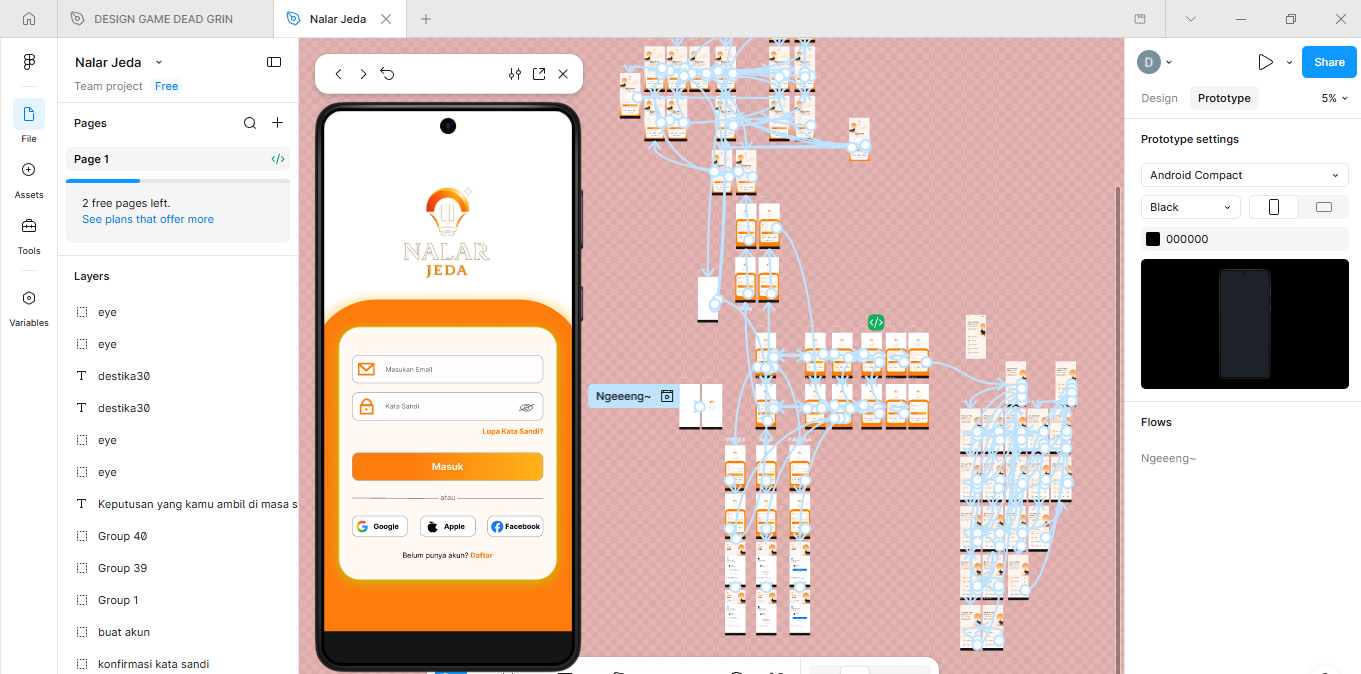 DESIGN GAME DEAD GRIN
Nalar Jeda
Nalar Jeda
Team project Free
File
Assets
Tools
Variables
Pages
Page 1
2 free pages left.
See plans that offer more
Layers
eye
eye
destika30
destika30
eye
eye
Keputusan yang kamu ambil di masa s
Group 40
Group 39
Group 1
buat akun
konfirmasi kata sandi
NALAR
JEDA
Masukan Email
Kata Sandi
Lupa Kata Sandi?
Masuk
atau
Google Apple Facebook
Belum punya akun? Daftar
Ngeeeng~
D
Share
Design Prototype 5%
Prototype settings
Android Compact
Black
000000
Flows
Ngeeeng~